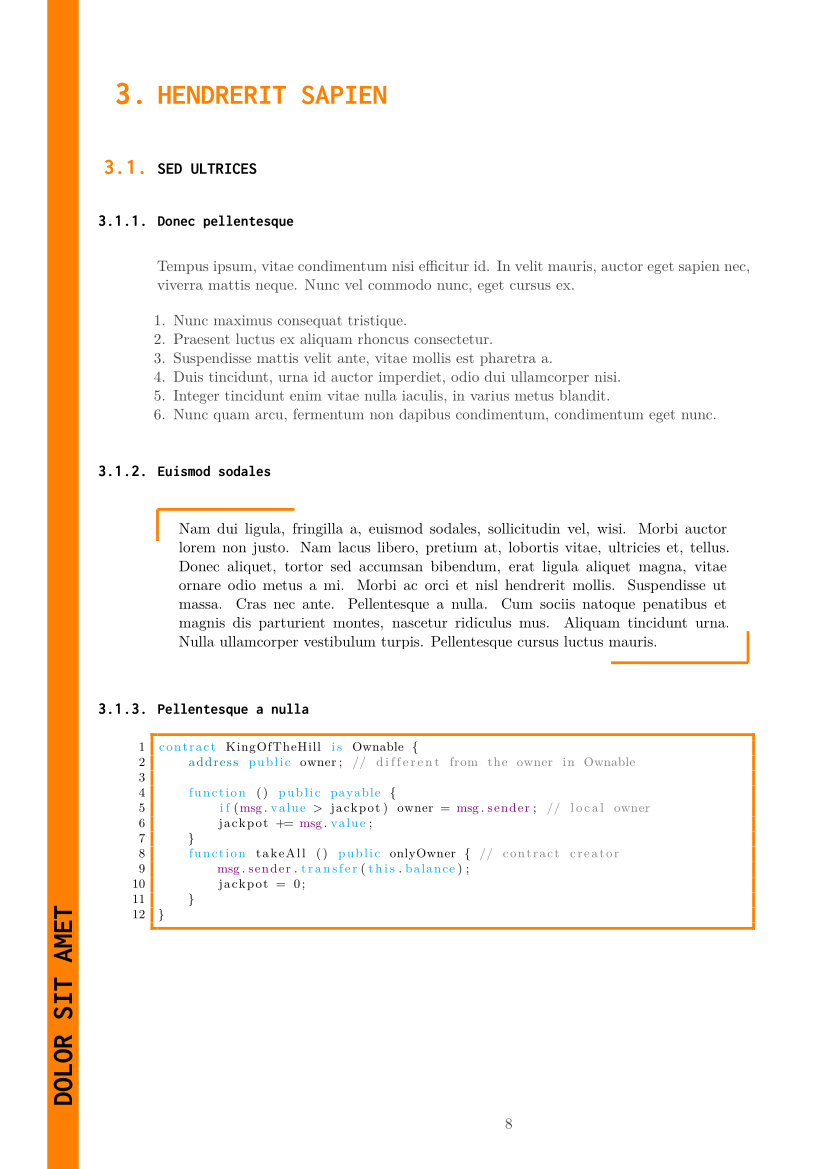 3. HENDRERIT SAPIEN
3.1. SED ULTRICES
3.1.1. Donec pellentesque
Tempus ipsum, vitae condimentum nisi efficitur id. In velit mauris, auctor eget sapien nec,
viverra mattis neque. Nunc vel commodo nunc, eget cursus ex.
1. Nunc maximus consequat tristique.
2. Praesent luctus ex aliquam rhoncus consectetur.
3. Suspendisse mattis velit ante, vitae mollis est pharetra a.
4. Duis tincidunt, urna id auctor imperdiet, odio dui ullamcorper nisi.
5. Integer tincidunt enim vitae nulla iaculis, in varius metus blandit.
6. Nunc quam arcu, fermentum non dapibus condimentum, condimentum eget nunc.
3.1.2. Euismod sodales
Nam dui ligula, fringilla a, euismod sodales, sollicitudin vel, wisi. Morbi auctor
lorem non justo. Nam lacus libero, pretium at, lobortis vitae, ultricies et, tellus.
Donec aliquet, tortor sed accumsan bibendum, erat ligula aliquet magna, vitae
ornare odio metus a mi. Morbi ac orci et nisl hendrerit mollis. Suspendisse ut
massa. Cras nec ante. Pellentesque a nulla. Cum sociis natoque penatibus et
magnis dis parturient montes, nascetur ridiculus mus. Aliquam tincidunt urna.
Nulla ullamcorper vestibulum turpis. Pellentesque cursus luctus mauris.
3.1.3. Pellentesque a nulla
1 contract KingOfTheHill is Ownable {
2     address public owner; // different from the owner in Ownable
3
4     function () public payable {
5         if(msg.value > jackpot) owner = msg.sender; // local owner
6         jackpot += msg.value;
7     }
8     function takeAll () public onlyOwner { // contract creator
9         msg.sender.transfer(this.balance);
10         jackpot = 0;
11     }
12 }
DOLOR SIT AMET
8